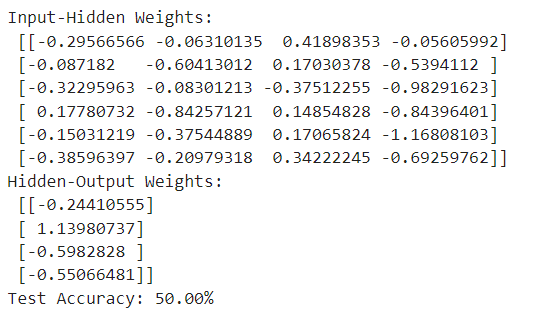 Input-Hidden Weights:
[[-0.29566566 -0.06310135  0.41898353 -0.05605992]
[-0.087182   -0.60413012  0.17030378 -0.5394112 ]
[-0.32295963 -0.08301213 -0.37512255 -0.98291623]
[ 0.17780732 -0.84257121  0.14854828 -0.84396401]
[-0.15031219 -0.37544889  0.17065824 -1.16808103]
[-0.38596397 -0.20979318  0.34222245 -0.69259762]]
Hidden-Output Weights:
[[-0.24410555]
[ 1.13980737]
[-0.5982828 ]
[-0.55066481]]
Test Accuracy: 50.00%